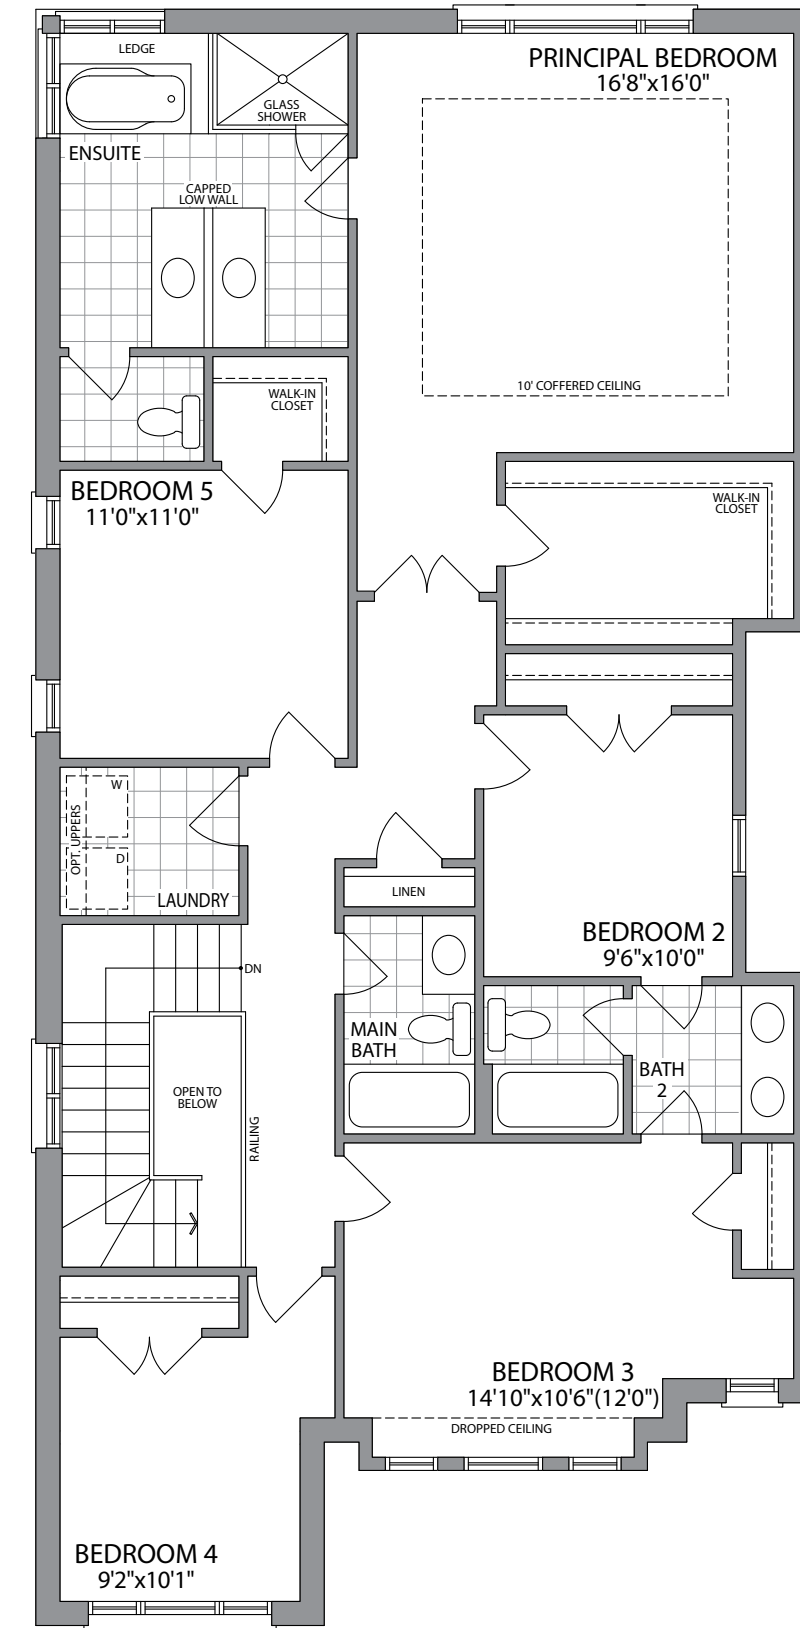 LEDGE
GLASS
SHOWER
PRINCIPAL BEDROOM
16'8"x16'0"
ENSUITE
CAPPED
LOW WALL
10' COFFERED CEILING
WALK-IN
CLOSET
BEDROOM 5
11'0"x11'0"
WALK-IN
CLOSET
W
OPT. UPPERS
D
LAUNDRY
LINEN
BEDROOM 2
9'6"x10'0"
DN
MAIN
BATH
BATH
2
OPEN TO
BELOW
RAILING
BEDROOM 3
14'10"x10'6"(12'0")
DROPPED CEILING
BEDROOM 4
9'2"x10'1"